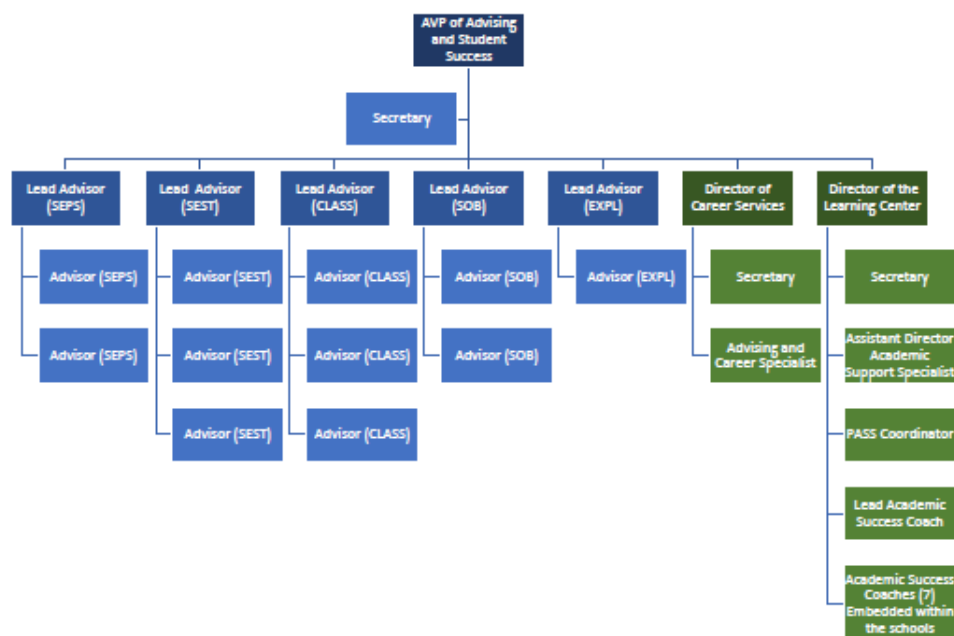 AVP of Advising
and Student
Success
Secretary
Lead Advisor
(SEPS)
Lead Advisor
(SEST)
Lead Advisor
(CLASS)
Lead Advisor
(SOB)
Lead Advisor
(EXPL)
Director of
Career Services
Director of the
Learning Center
Advisor (SEPS)
Advisor (SEST)
Advisor (CLASS)
Advisor (SOB)
Advisor (EXPL)
Secretary
Secretary
Advisor (SEPS)
Advisor (SEST)
Advisor (CLASS)
Advisor (SOB)
Advising and
Career Specialist
Assistant Director
Academic
Support Specialist
Advisor (SEST)
Advisor (CLASS)
PASS Coordinator
Lead Academic
Success Coach
Academic Success
Coaches (7)
Embedded within
the schools